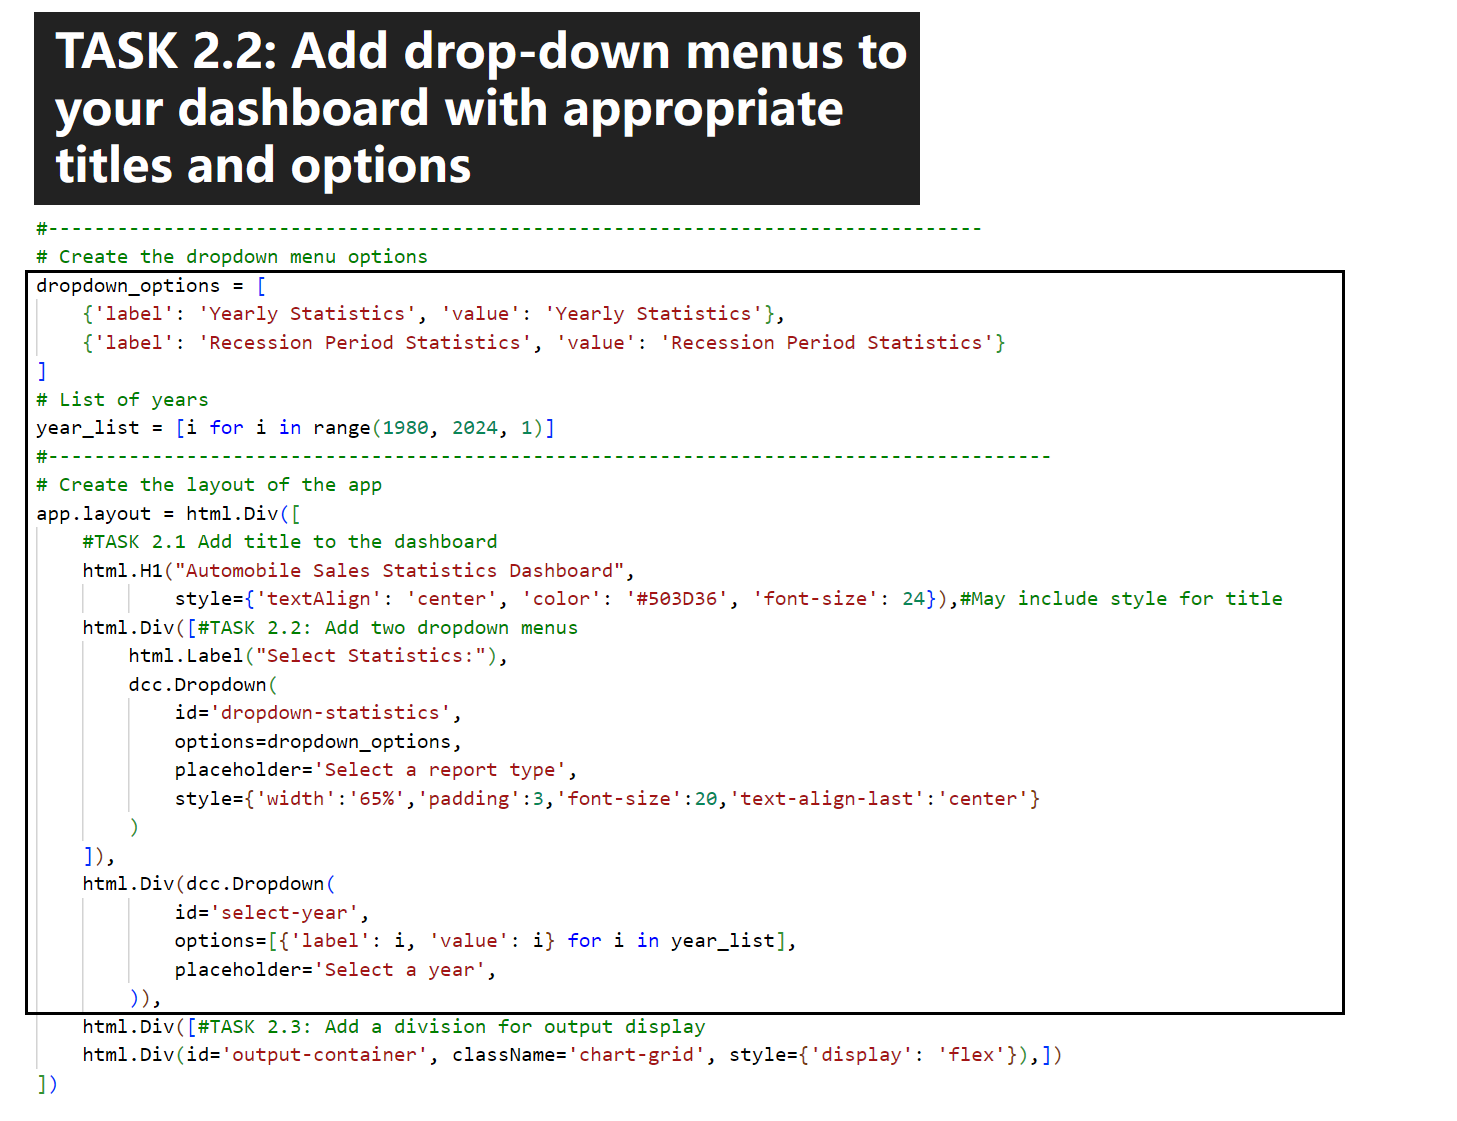 TASK 2.2: Add drop-down menus to
your dashboard with appropriate
titles and options
#---------------------------------------------------------------------------------
# Create the dropdown menu options
dropdown_options = [
    {'label': 'Yearly Statistics', 'value': 'Yearly Statistics'},
    {'label': 'Recession Period Statistics', 'value': 'Recession Period Statistics'}
]
# List of years
year_list = [i for i in range(1980, 2024, 1)]
#---------------------------------------------------------------------------------------
# Create the layout of the app
app.layout = html.Div([
    #TASK 2.1 Add title to the dashboard
    html.H1("Automobile Sales Statistics Dashboard",
            style={'textAlign': 'center', 'color': '#503D36', 'font-size': 24}),#May include style for title
    html.Div([#TASK 2.2: Add two dropdown menus
        html.Label("Select Statistics:"),
        dcc.Dropdown(
            id='dropdown-statistics',
            options=dropdown_options,
            placeholder='Select a report type',
            style={'width':'65%','padding':3,'font-size':20,'text-align-last':'center'}
        )
    ]),
    html.Div(dcc.Dropdown(
            id='select-year',
            options=[{'label': i, 'value': i} for i in year_list],
            placeholder='Select a year',
        )),
    html.Div([#TASK 2.3: Add a division for output display
    html.Div(id='output-container', className='chart-grid', style={'display': 'flex'}),])
])